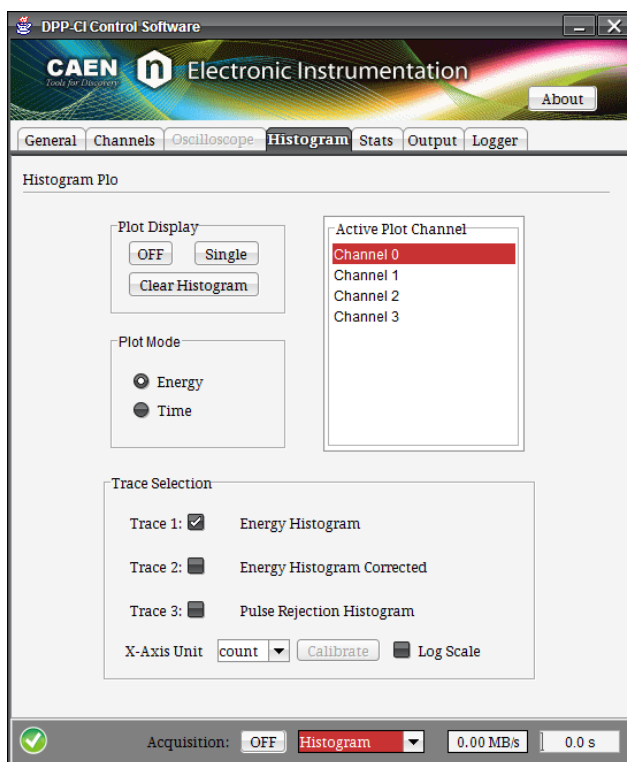 DPP-CI Control Software
CAEN n Electronic Instrumentation
Tools for Discovery
About
General Channels Oscilloscope Histogram Stats Output Logger
Histogram Plo
Plot Display
OFF Single
Clear Histogram
Active Plot Channel
Channel 0
Channel 1
Channel 2
Channel 3
Plot Mode
Energy
Time
Trace Selection
Trace 1: Energy Histogram
Trace 2: Energy Histogram Corrected
Trace 3: Pulse Rejection Histogram
X-Axis Unit count Calibrate Log Scale
Acquisition: OFF Histogram 0.00 MB/s 0.0 s